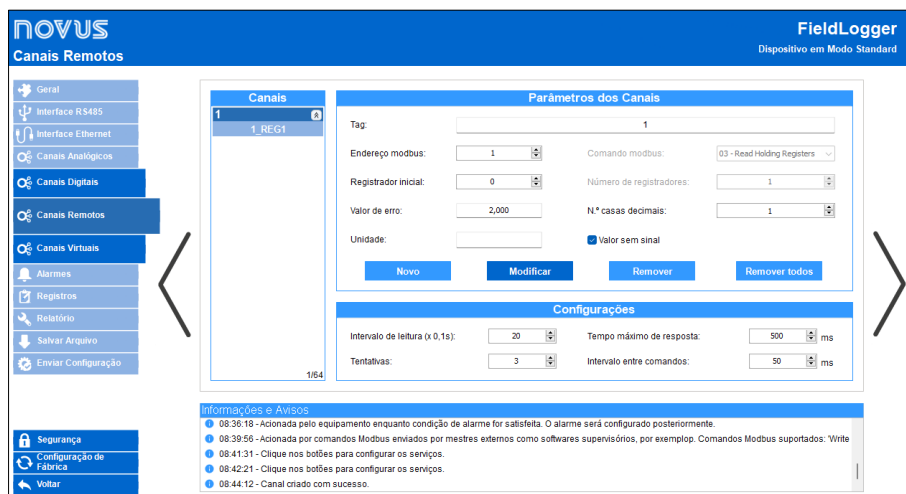 NOVUS
FieldLogger
Canais Remotos
Dispositivo em Modo Standard
Geral
Interface RS485
Interface Ethernet
Canais Analógicos
Canais Digitais
Canais Remotos
Canais Virtuais
Alarmes
Registros
Relatório
Salvar Arquivo
Enviar Configuração
Segurança
Configuração de
Fábrica
Voltar
Canais
1
1_REG1
1/64
Parâmetros dos Canais
Tag: 1
Endereço modbus: 1 Comando modbus: 03 - Read Holding Registers
Registrador inicial: 0 Número de registradores: 1
Valor de erro: 2,000 N.º casas decimais: 1
Unidade: Valor sem sinal
Novo Modificar Remover Remover todos
Configurações
Intervalo de leitura (x 0,1s): 20 Tempo máximo de resposta: 500 ms
Tentativas: 3 Intervalo entre comandos: 50 ms
Informações e Avisos
08:36:18 - Acionada pelo equipamento enquanto condição de alarme for satisfeita. O alarme será configurado posteriormente.
08:39:56 - Acionada por comandos Modbus enviados por mestres externos como softwares supervisórios, por exemplop. Comandos Modbus suportados: 'Write
08:41:31 - Clique nos botões para configurar os serviços.
08:42:21 - Clique nos botões para configurar os serviços.
08:44:12 - Canal criado com sucesso.